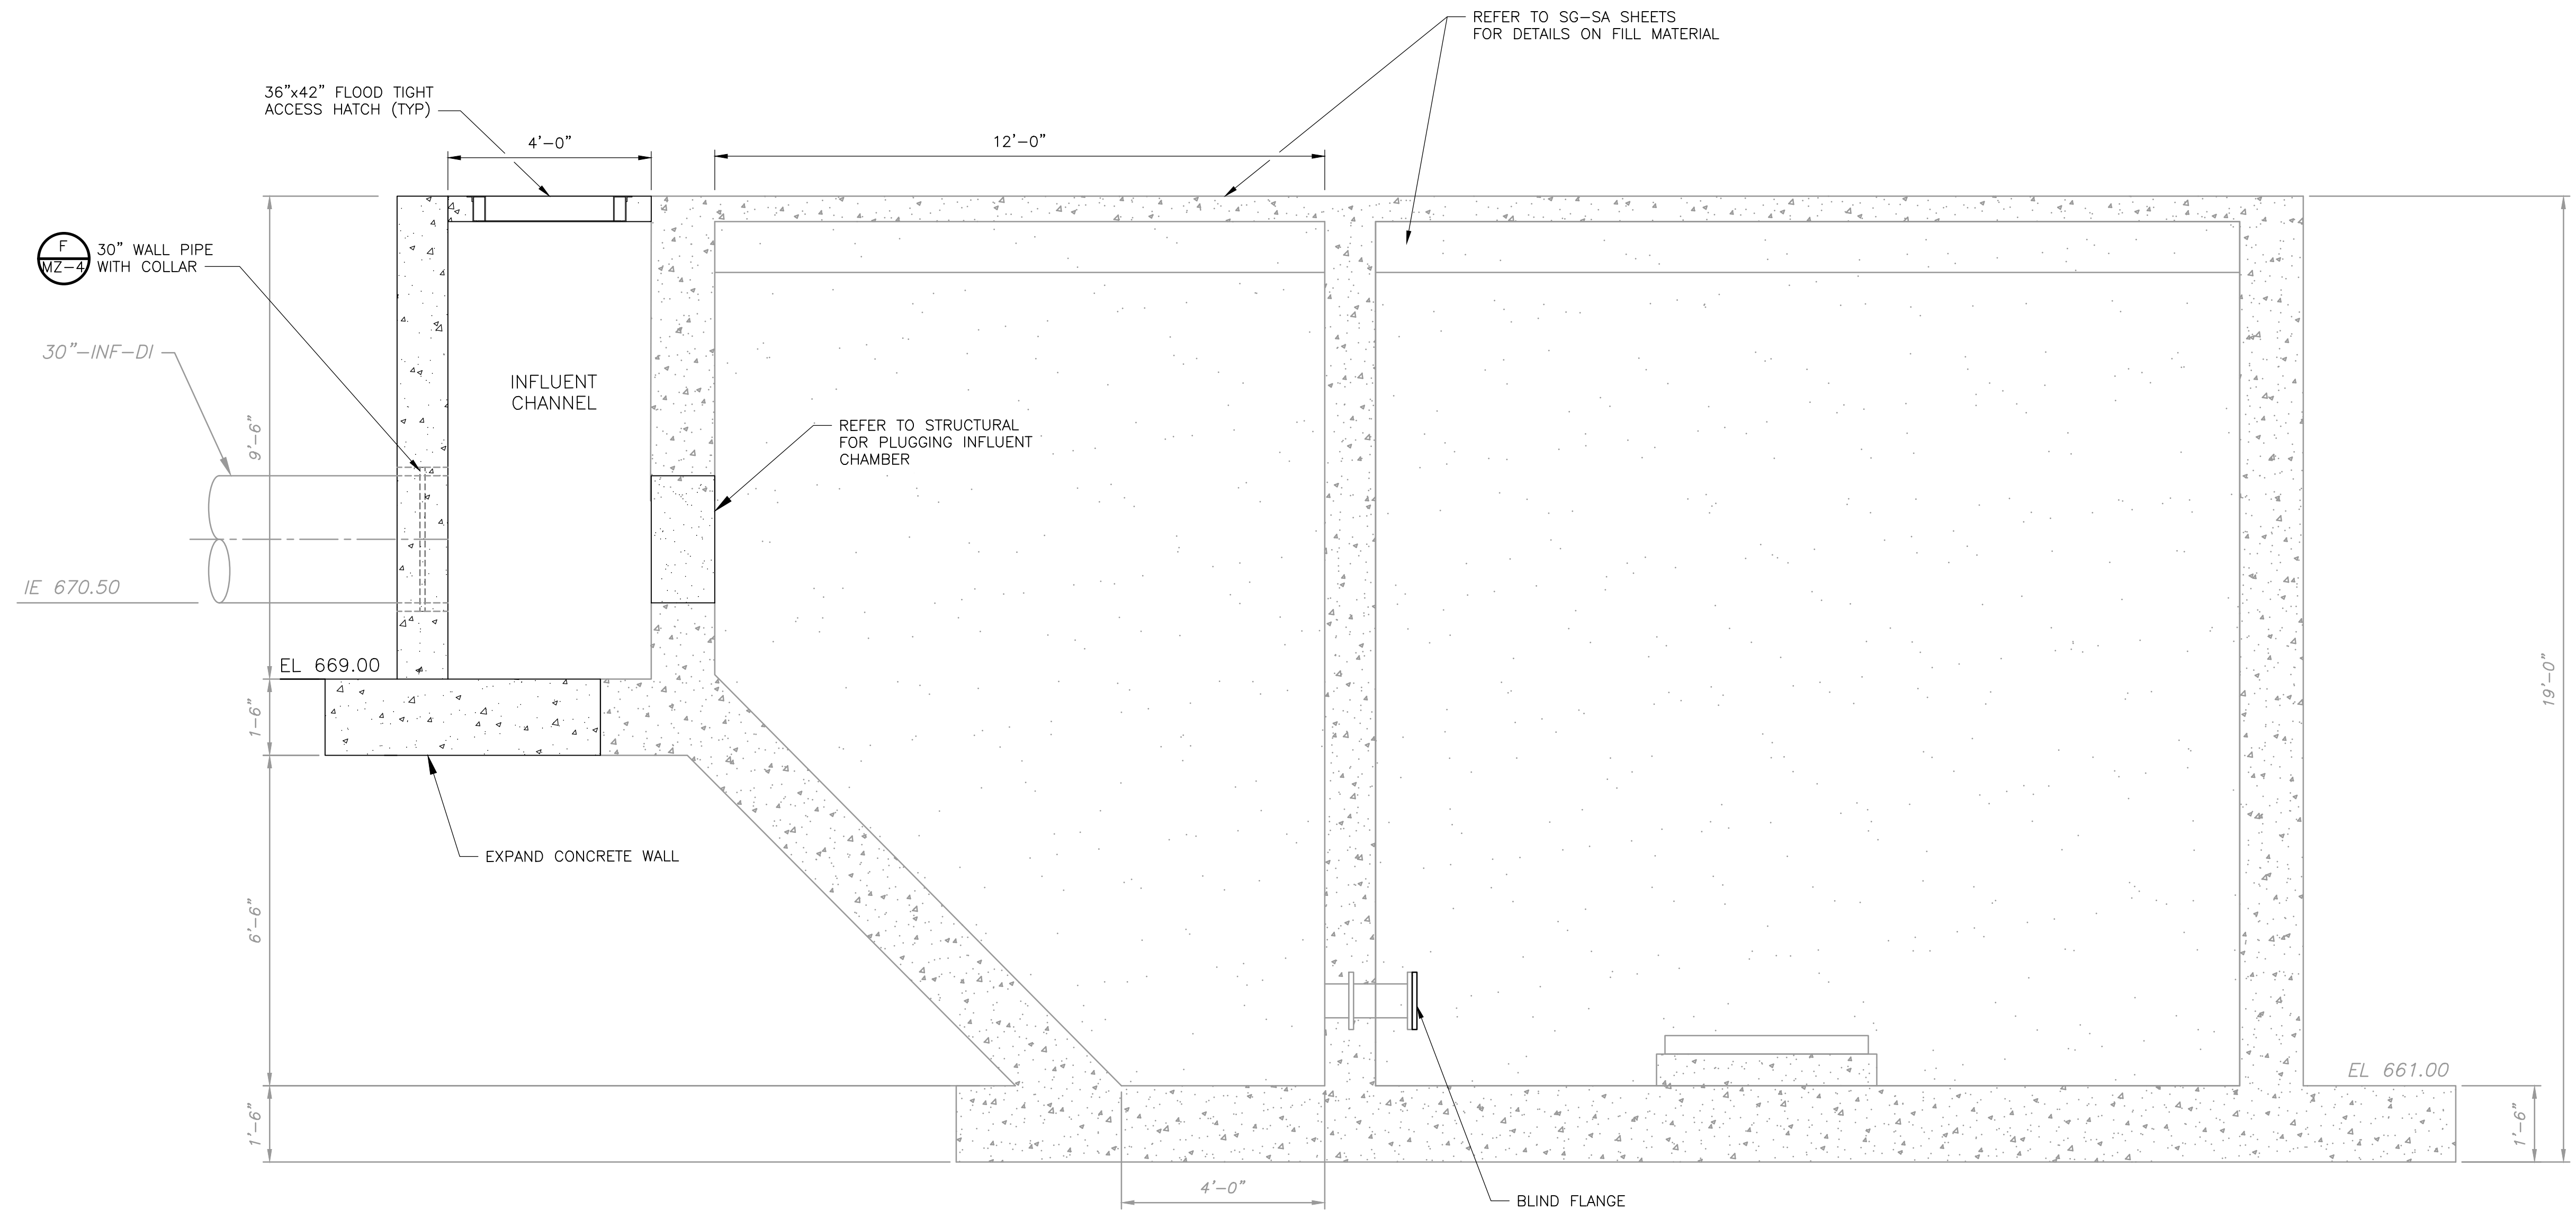 REFER TO SG-SA SHEETS
FOR DETAILS ON FILL MATERIAL
36"x42" FLOOD TIGHT
ACCESS HATCH (TYP)
4'-0"
12'-0"
F
MZ-4
30" WALL PIPE
WITH COLLAR
30"-INF-DI
9'-6"
INFLUENT
CHANNEL
REFER TO STRUCTURAL
FOR PLUGGING INFLUENT
CHAMBER
IE 670.50
EL 669.00
1'-6"
19'-0"
EXPAND CONCRETE WALL
6'-6"
EL 661.00
1'-6"
1'-6"
4'-0"
BLIND FLANGE